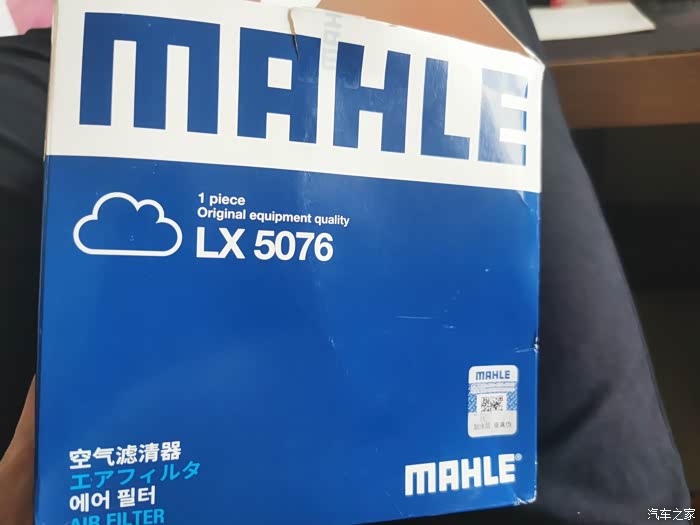 MAHLE
1 piece
Original equipment quality
LX 5076
MAHLE
空气滤清器
エアフィルタ
에어 필터
AIR FILTER
MAHLE®
汽车之家